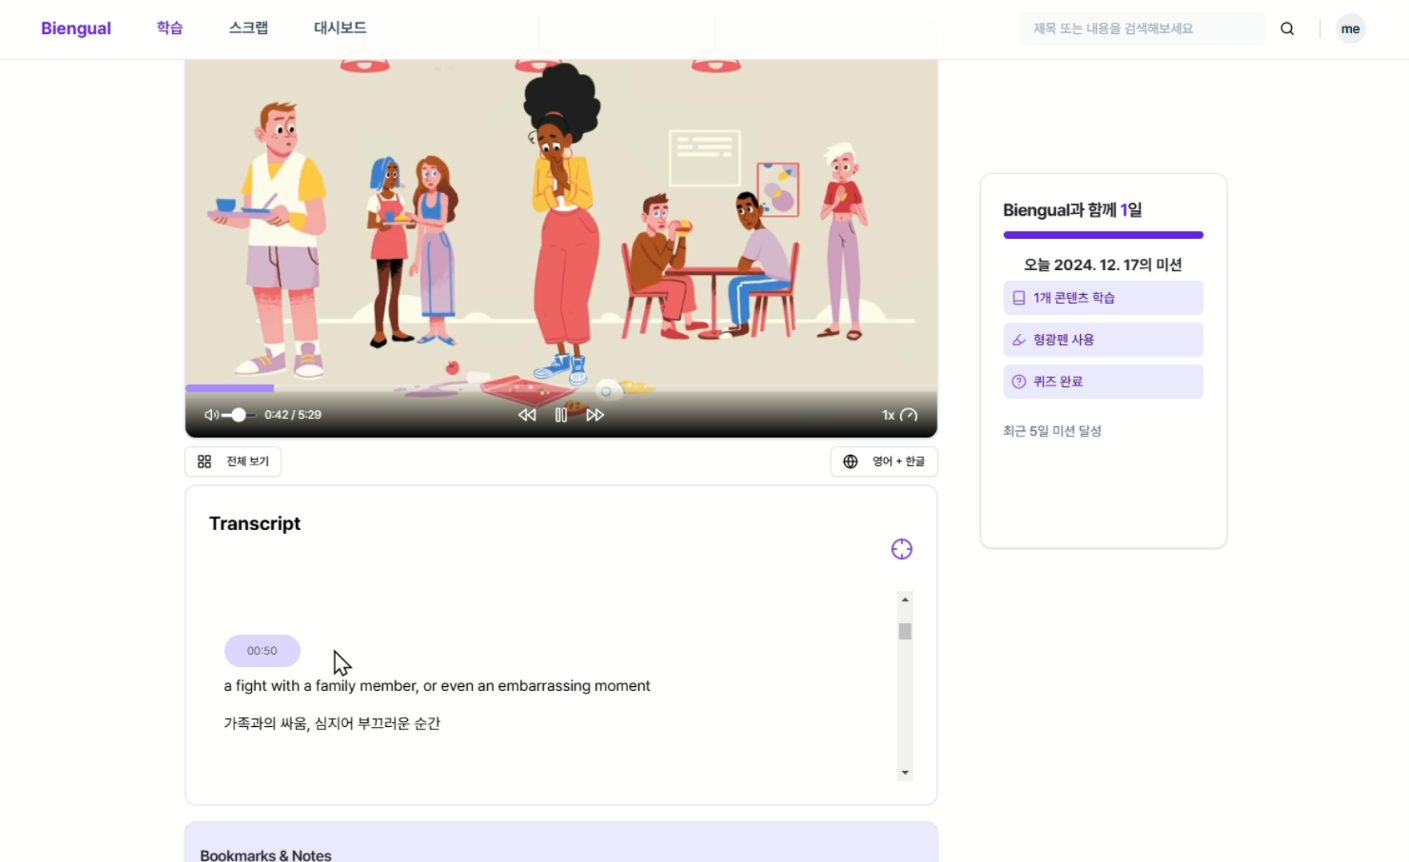 Biengual
학습
스크랩
대시보드
제목 또는 내용을 검색해보세요
me
0:42 / 5:29
1x
전체 보기
영어 + 한글
Transcript
00:50
a fight with a family member, or even an embarrassing moment
가족과의 싸움, 심지어 부끄러운 순간
Bookmarks & Notes
Biengual과 함께 1일
오늘 2024. 12. 17의 미션
1개 콘텐츠 학습
형광펜 사용
퀴즈 완료
최근 5일 미션 달성